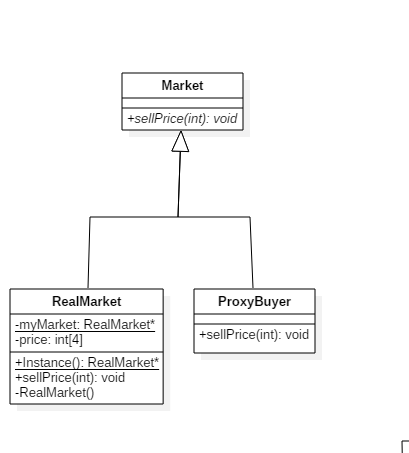 Market
+sellPrice(int): void
RealMarket
-myMarket: RealMarket*
-price: int[4]
+Instance(): RealMarket*
+sellPrice(int): void
-RealMarket()
ProxyBuyer
+sellPrice(int): void